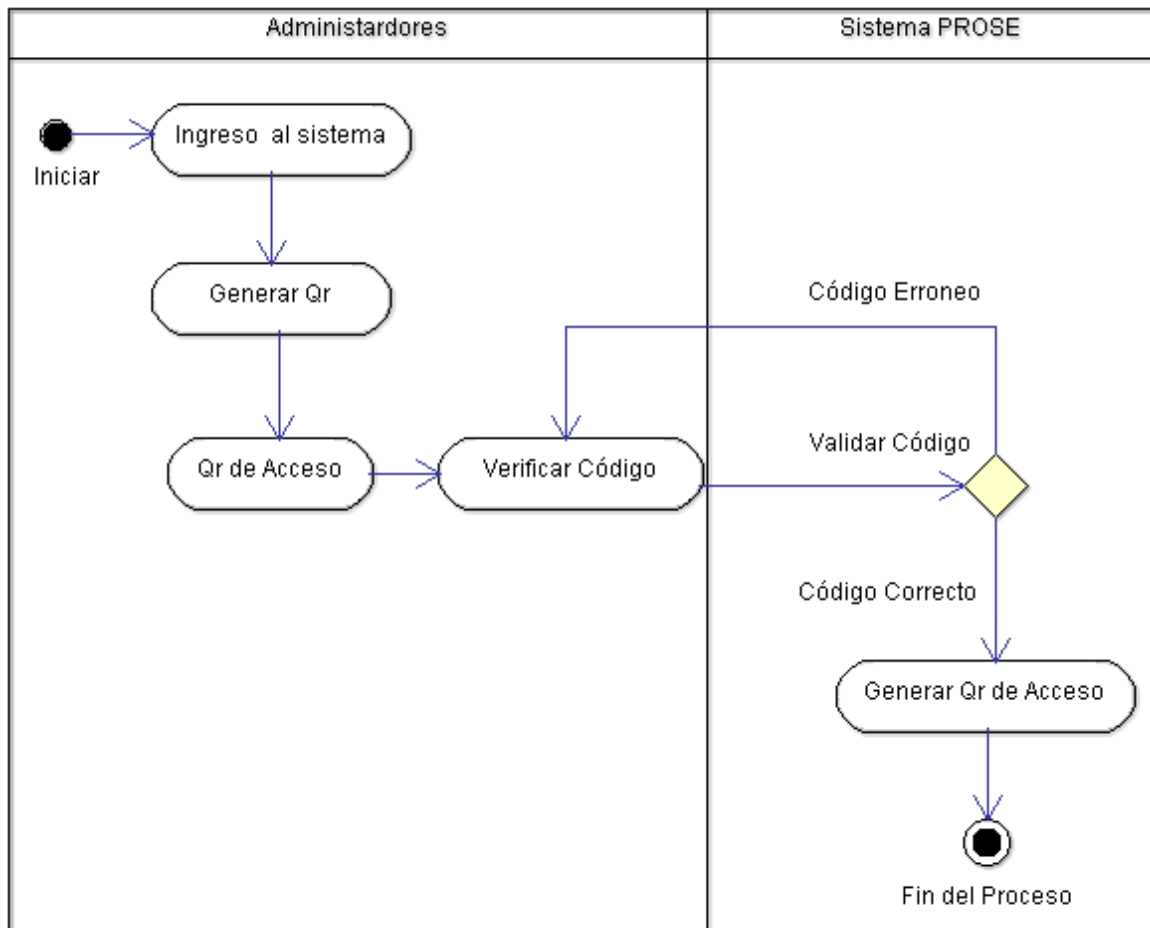 Administardores
Sistema PROSE
Ingreso al sistema
Iniciar
Generar Qr
Código Erroneo
Qr de Acceso
Verificar Código
Validar Código
Código Correcto
Generar Qr de Acceso
Fin del Proceso